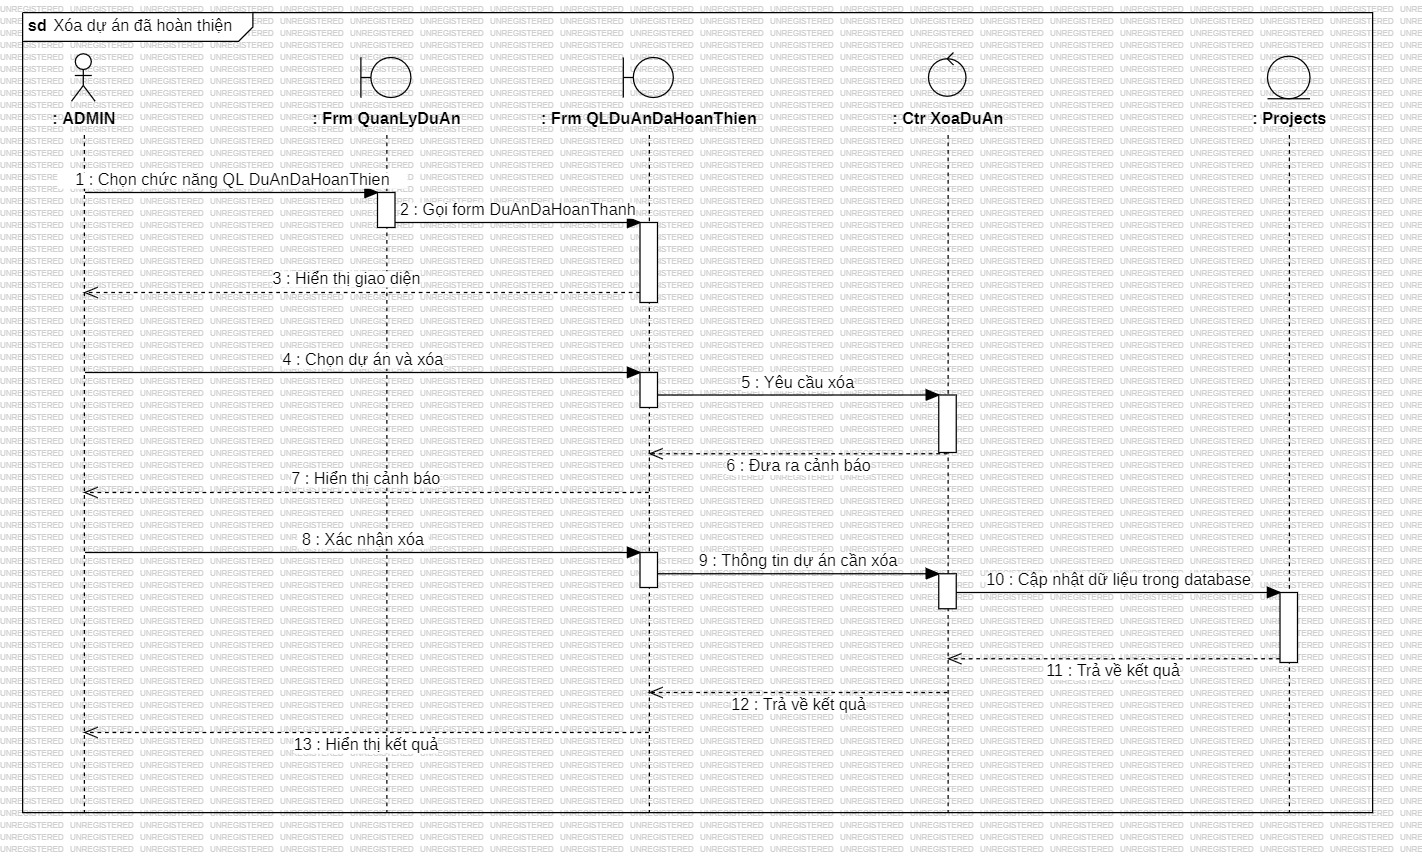 sd Xóa dự án đã hoàn thiện
: ADMIN
: Frm QuanLyDuAn
: Frm QLDuAnDaHoanThien
: Ctr XoaDuAn
: Projects
1 : Chọn chức năng QL DuAnDaHoanThien
2 : Gọi form DuAnDaHoanThanh
3 : Hiển thị giao diện
4 : Chọn dự án và xóa
5 : Yêu cầu xóa
6 : Đưa ra cảnh báo
7 : Hiển thị cảnh báo
8 : Xác nhận xóa
9 : Thông tin dự án cần xóa
10 : Cập nhật dữ liệu trong database
11 : Trả về kết quả
12 : Trả về kết quả
13 : Hiển thị kết quả
UNREGISTERED